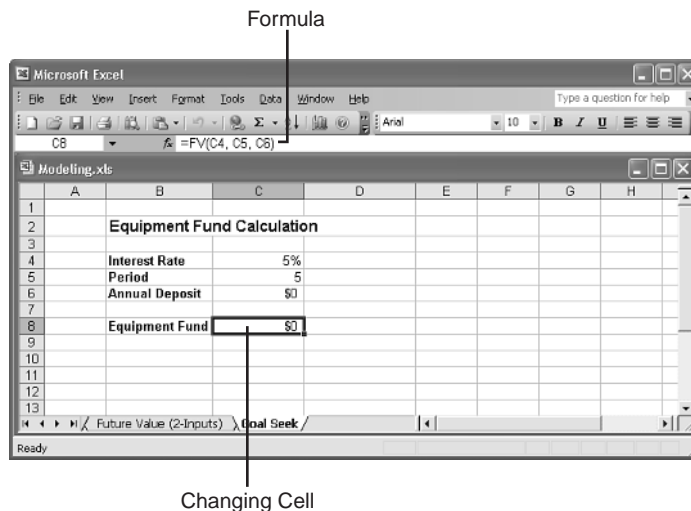 Formula
Microsoft Excel
File Edit View Insert Format Tools Data Window Help Type a question for help
Arial 10 B I U
C8 fx =FV(C4, C5, C6)
Modeling.xls
A B C D E F G H
1
2 Equipment Fund Calculation
3
4 Interest Rate 5%
5 Period 5
6 Annual Deposit $0
7
8 Equipment Fund $0
9
10
11
12
13
Future Value (2-Inputs) Goal Seek
Ready
Changing Cell